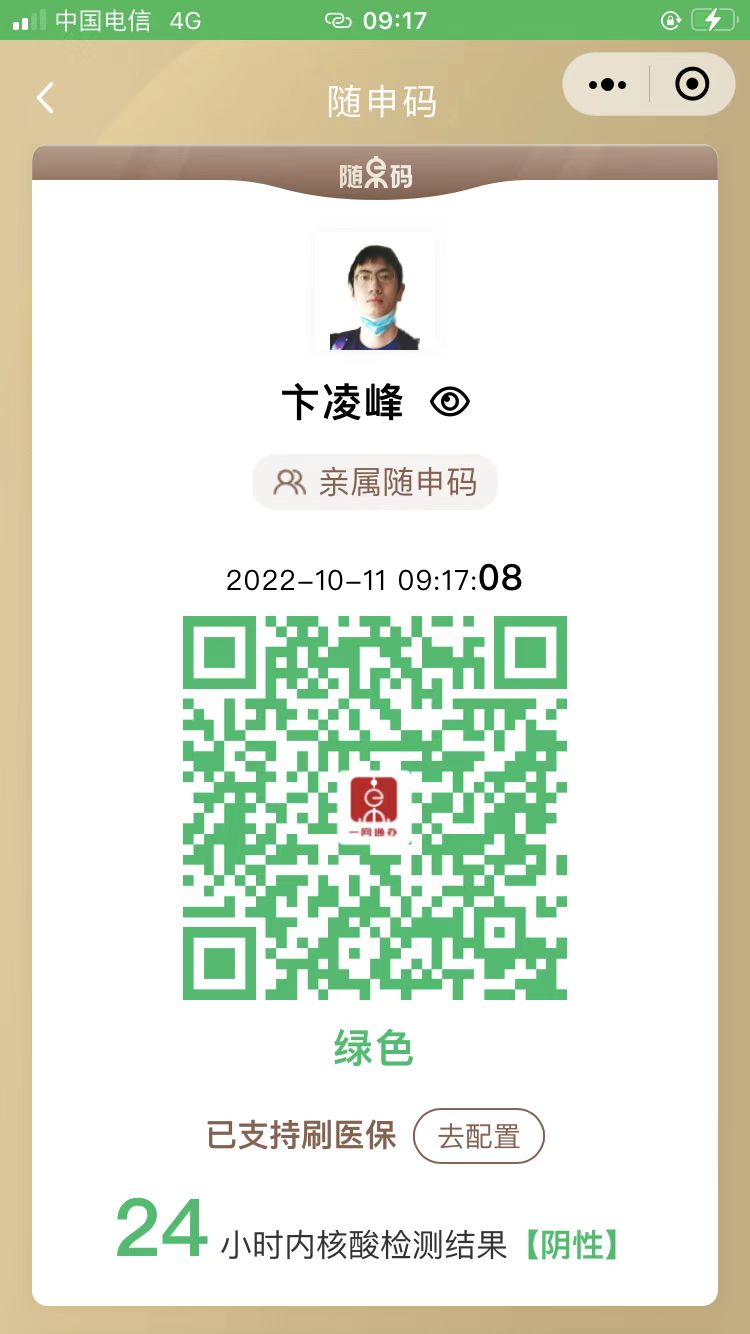 中国电信 4G 09:17
随申码
随申码
卞凌峰
亲属随申码
2022-10-11 09:17:08
一网通办
绿色
已支持刷医保 去配置
24小时内核酸检测结果【阴性】